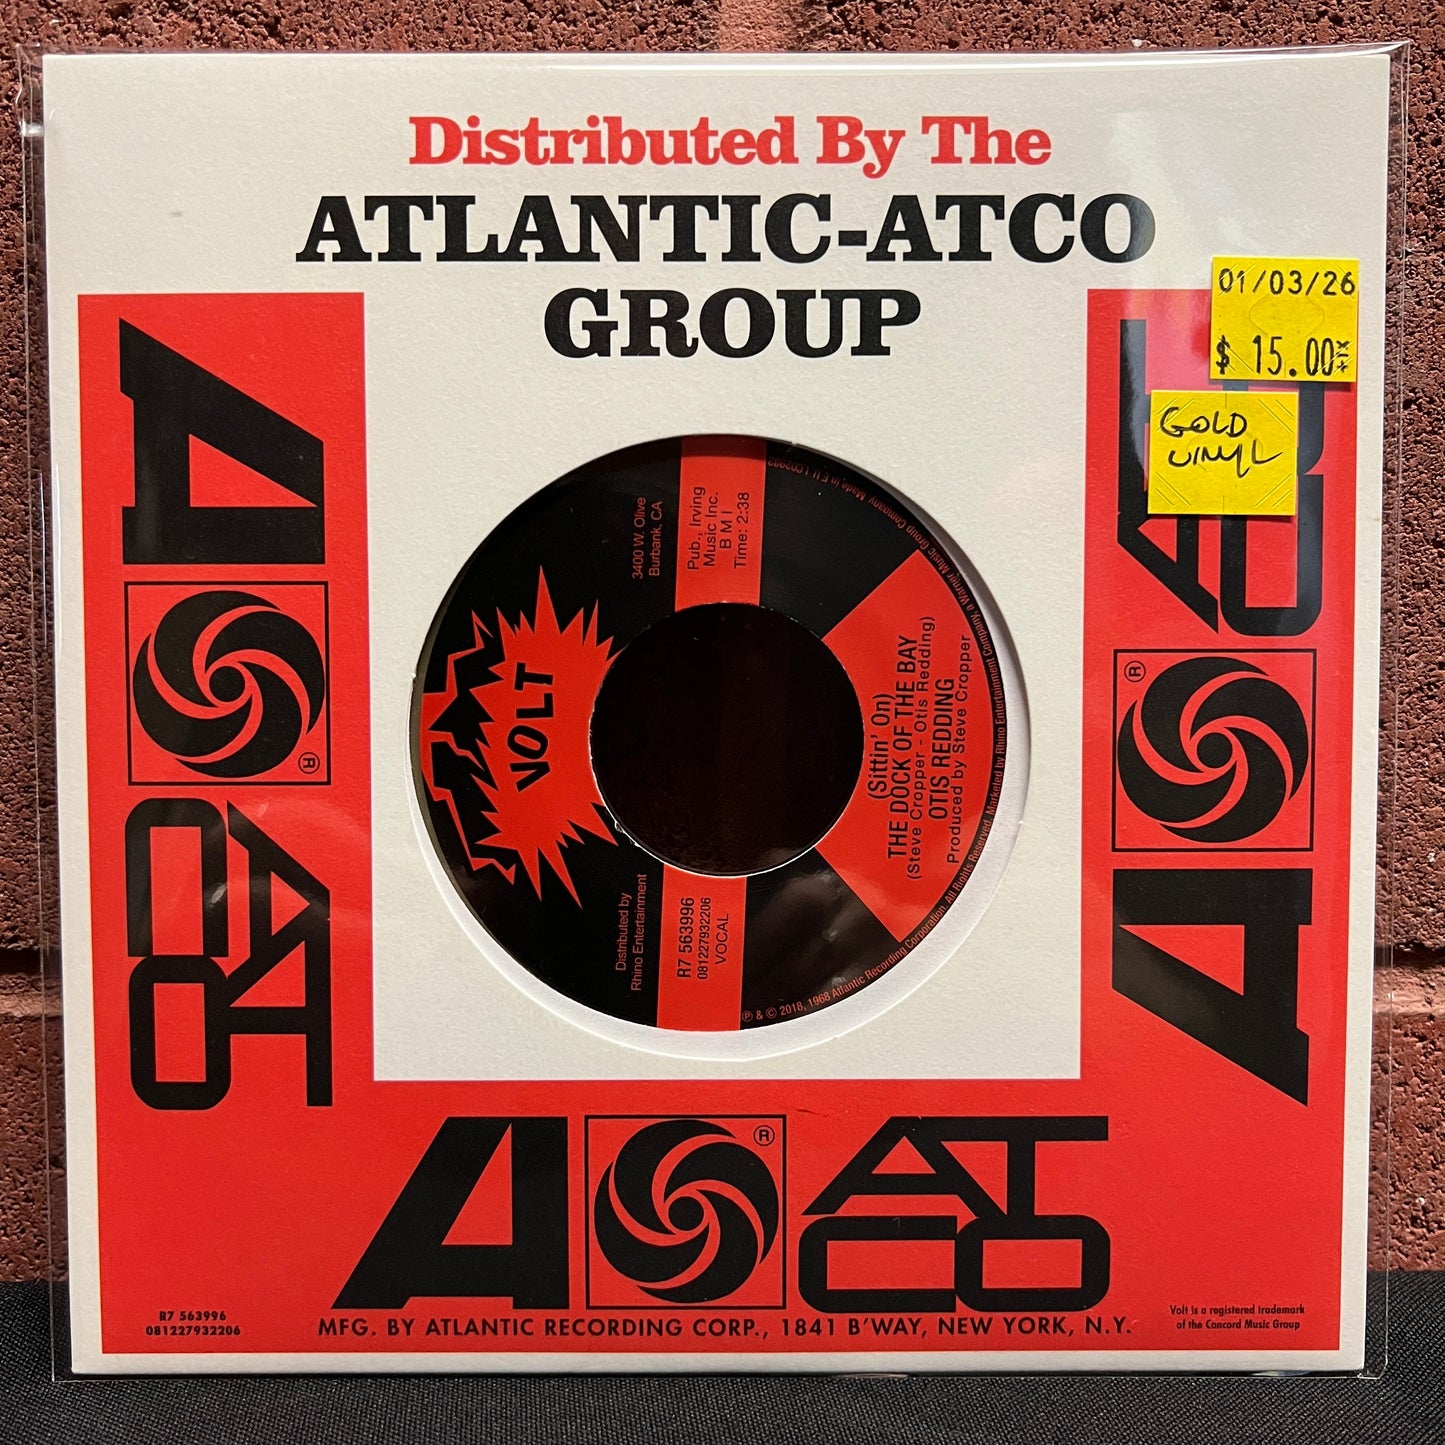 Distributed By The
ATLANTIC-ATCO
GROUP
01/03/26
$ 15.00
GOLD
VINYL
VOLT
3400 W. Olive
Burbank, CA
Pub., Irving
Music Inc.
B M I
Time: 2:38
(Sittin' On)
THE DOCK OF THE BAY
(Steve Cropper - Otis Redding)
OTIS REDDING
Produced by Steve Cropper
Distributed by
Rhino Entertainment
R7 563996
081227932206
VOCAL
℗ & © 2018, 1968 Atlantic Recording Corporation. All Rights Reserved. Marketed by Rhino Entertainment Company, a Warner Music Group Company. Made in E.U.
ATCO
®
ATCO
®
ATCO
®
R7 563996
081227932206
MFG. BY ATLANTIC RECORDING CORP., 1841 B'WAY, NEW YORK, N.Y.
Volt is a registered trademark
of the Concord Music Group